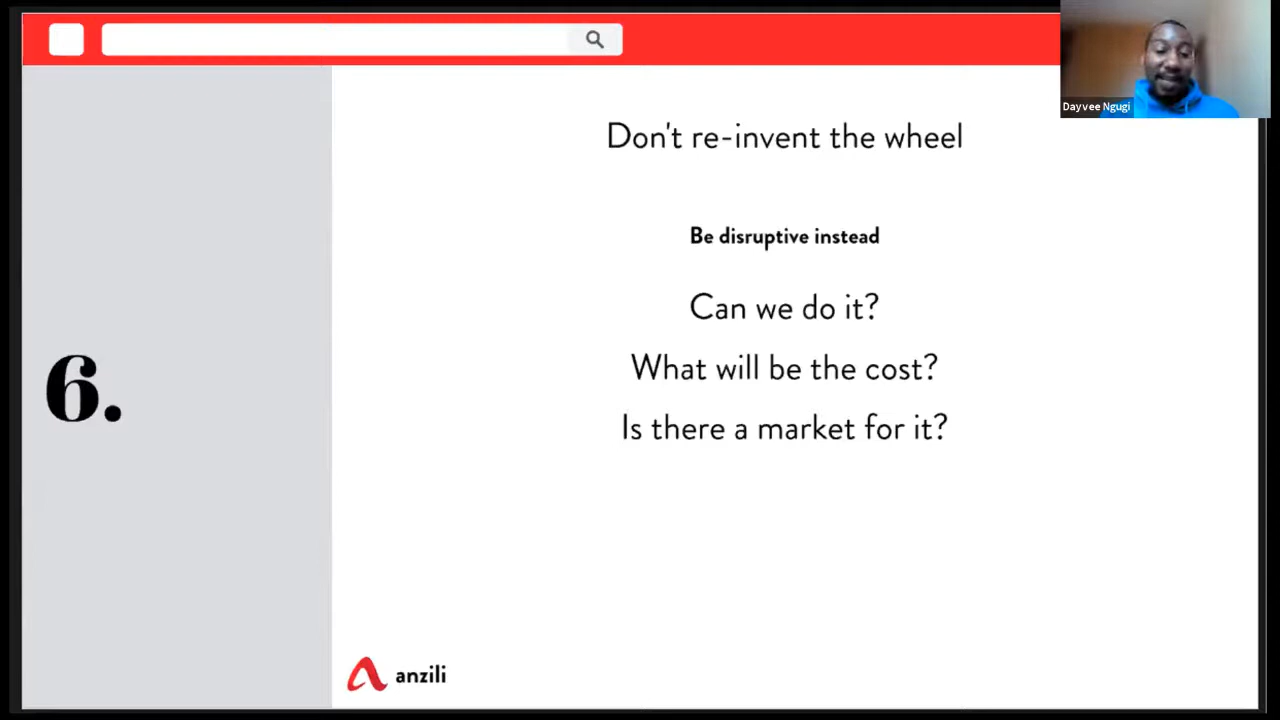 Dayvee Ngugi
Don't re-invent the wheel
Be disruptive instead
Can we do it?
What will be the cost?
Is there a market for it?
6.
anzili